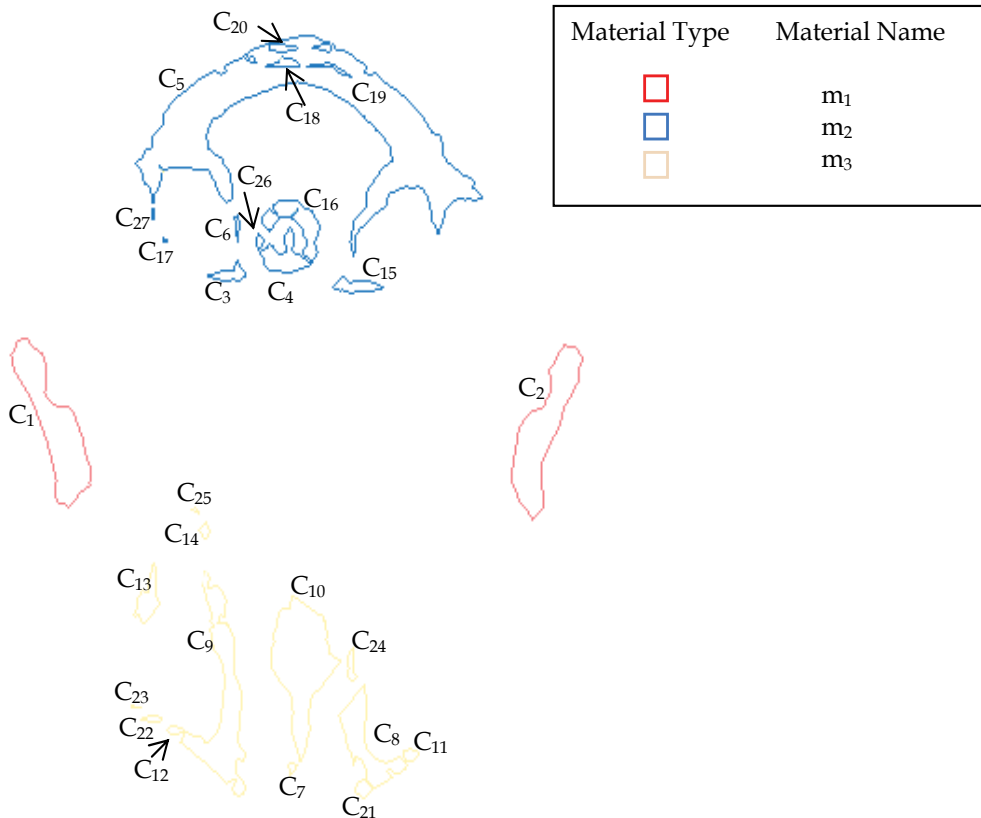 C20
C5
C19
C18
C26
C16
C27
C6
C17
C15
C3
C4
Material Type Material Name
m1
m2
m3
C1
C2
C25
C14
C13
C10
C9
C24
C23
C22
C8
C11
C12
C7
C21